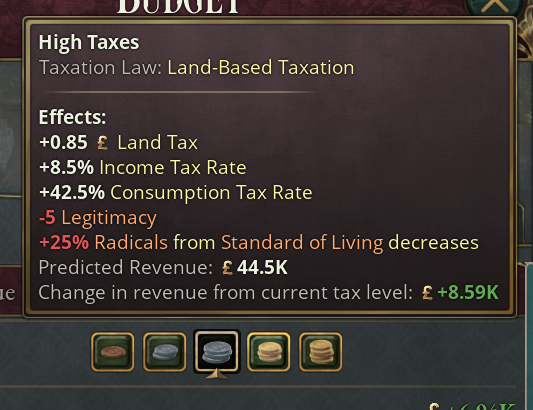 BUDGET
High Taxes
Taxation Law: Land-Based Taxation
Effects:
+0.85 £ Land Tax
+8.5% Income Tax Rate
+42.5% Consumption Tax Rate
-5 Legitimacy
+25% Radicals from Standard of Living decreases
Predicted Revenue: £ 44.5K
Change in revenue from current tax level: £ +8.59K